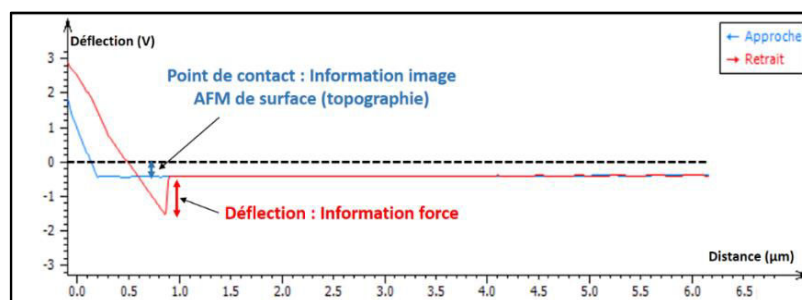 Déflection (V)
← Approche
→ Retrait
Point de contact : Information image
AFM de surface (topographie)
Déflection : Information force
Distance (µm)
3
2
1
0
-1
-2
-3
0.0 0.5 1.0 1.5 2.0 2.5 3.0 3.5 4.0 4.5 5.0 5.5 6.0 6.5